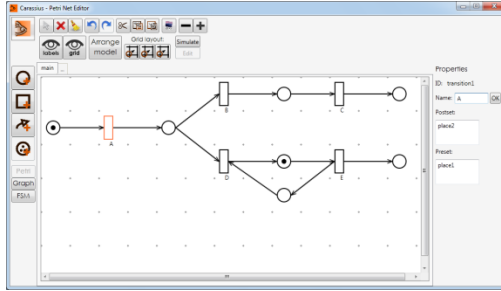 Carassius - Petri Net Editor
labels
grid
Arrange model
Grid layout:
Simulate
Edit
main
Petri
Graph
FSM
A
B
C
D
E
Properties
ID: transition1
Name: A
OK
Postset:
place2
Preset:
place1